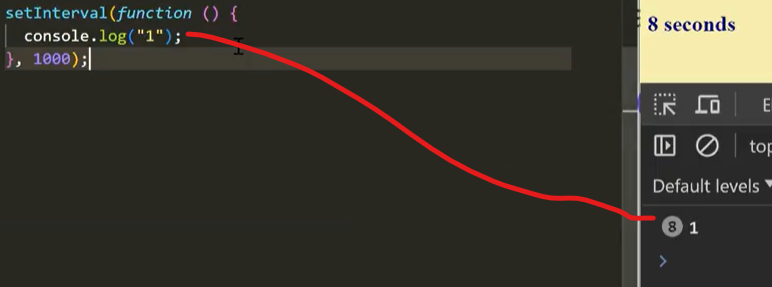 setInterval(function () {
console.log("1");
}, 1000);
8 seconds
E
top
Default levels
8 1